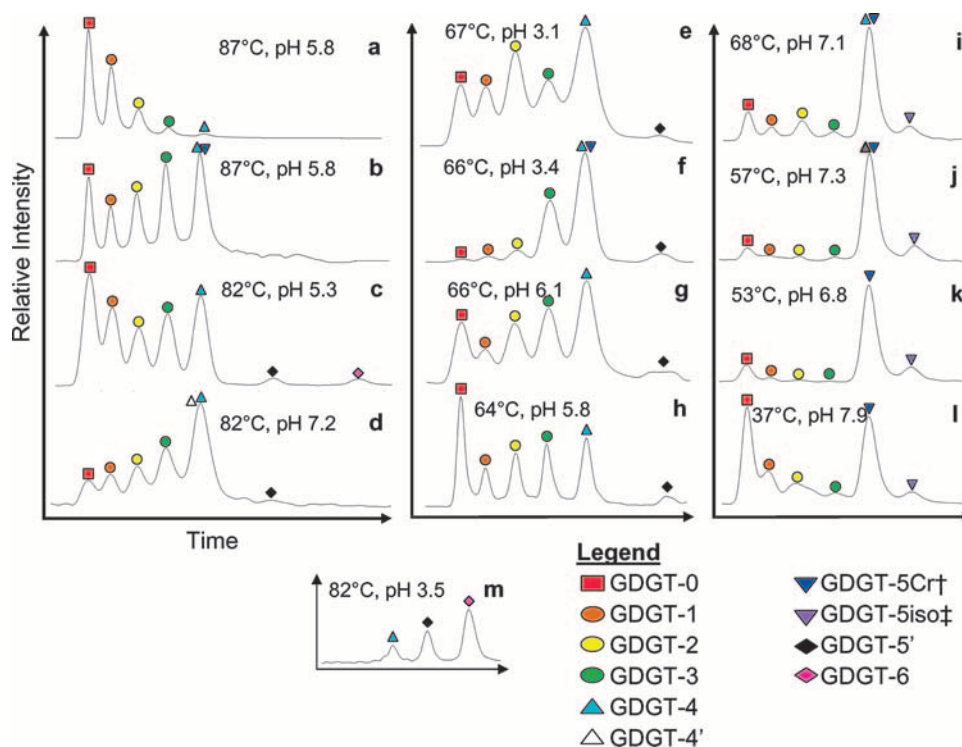 Relative Intensity
Time
87°C, pH 5.8 a
87°C, pH 5.8 b
82°C, pH 5.3 c
82°C, pH 7.2 d
67°C, pH 3.1 e
66°C, pH 3.4 f
66°C, pH 6.1 g
64°C, pH 5.8 h
68°C, pH 7.1 i
57°C, pH 7.3 j
53°C, pH 6.8 k
37°C, pH 7.9 l
82°C, pH 3.5 m
Legend
GDGT-0
GDGT-1
GDGT-2
GDGT-3
GDGT-4
GDGT-4'
GDGT-5Cr†
GDGT-5iso‡
GDGT-5'
GDGT-6